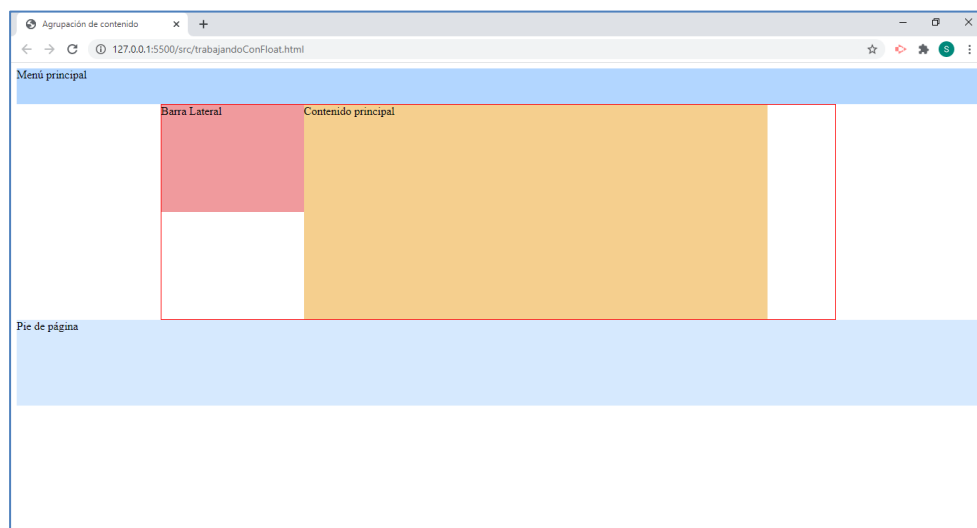 Agrupación de contenido
127.0.0.1:5500/src/trabajandoConFloat.html
S
Menú principal
Barra Lateral
Contenido principal
Pie de página